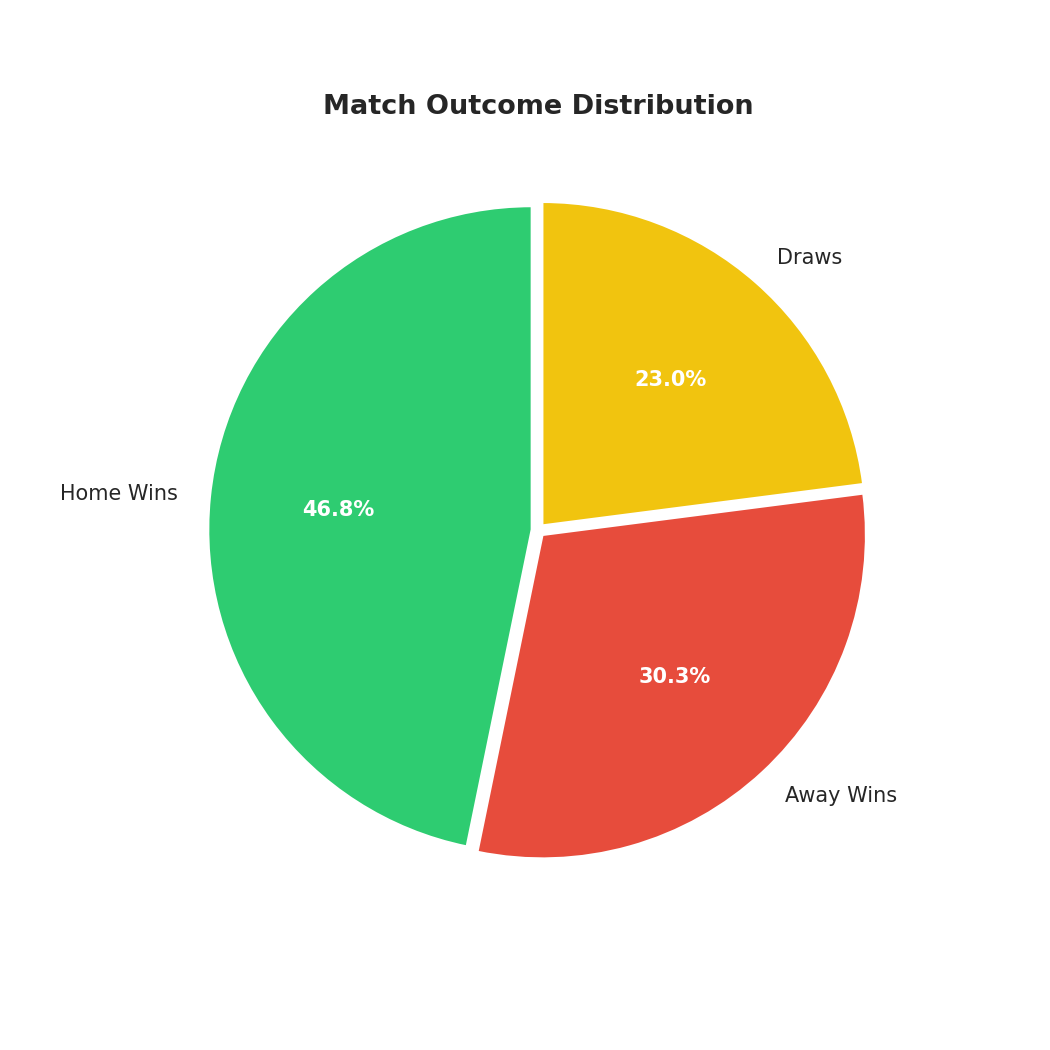 Match Outcome Distribution
Draws
23.0%
Home Wins
46.8%
30.3%
Away Wins